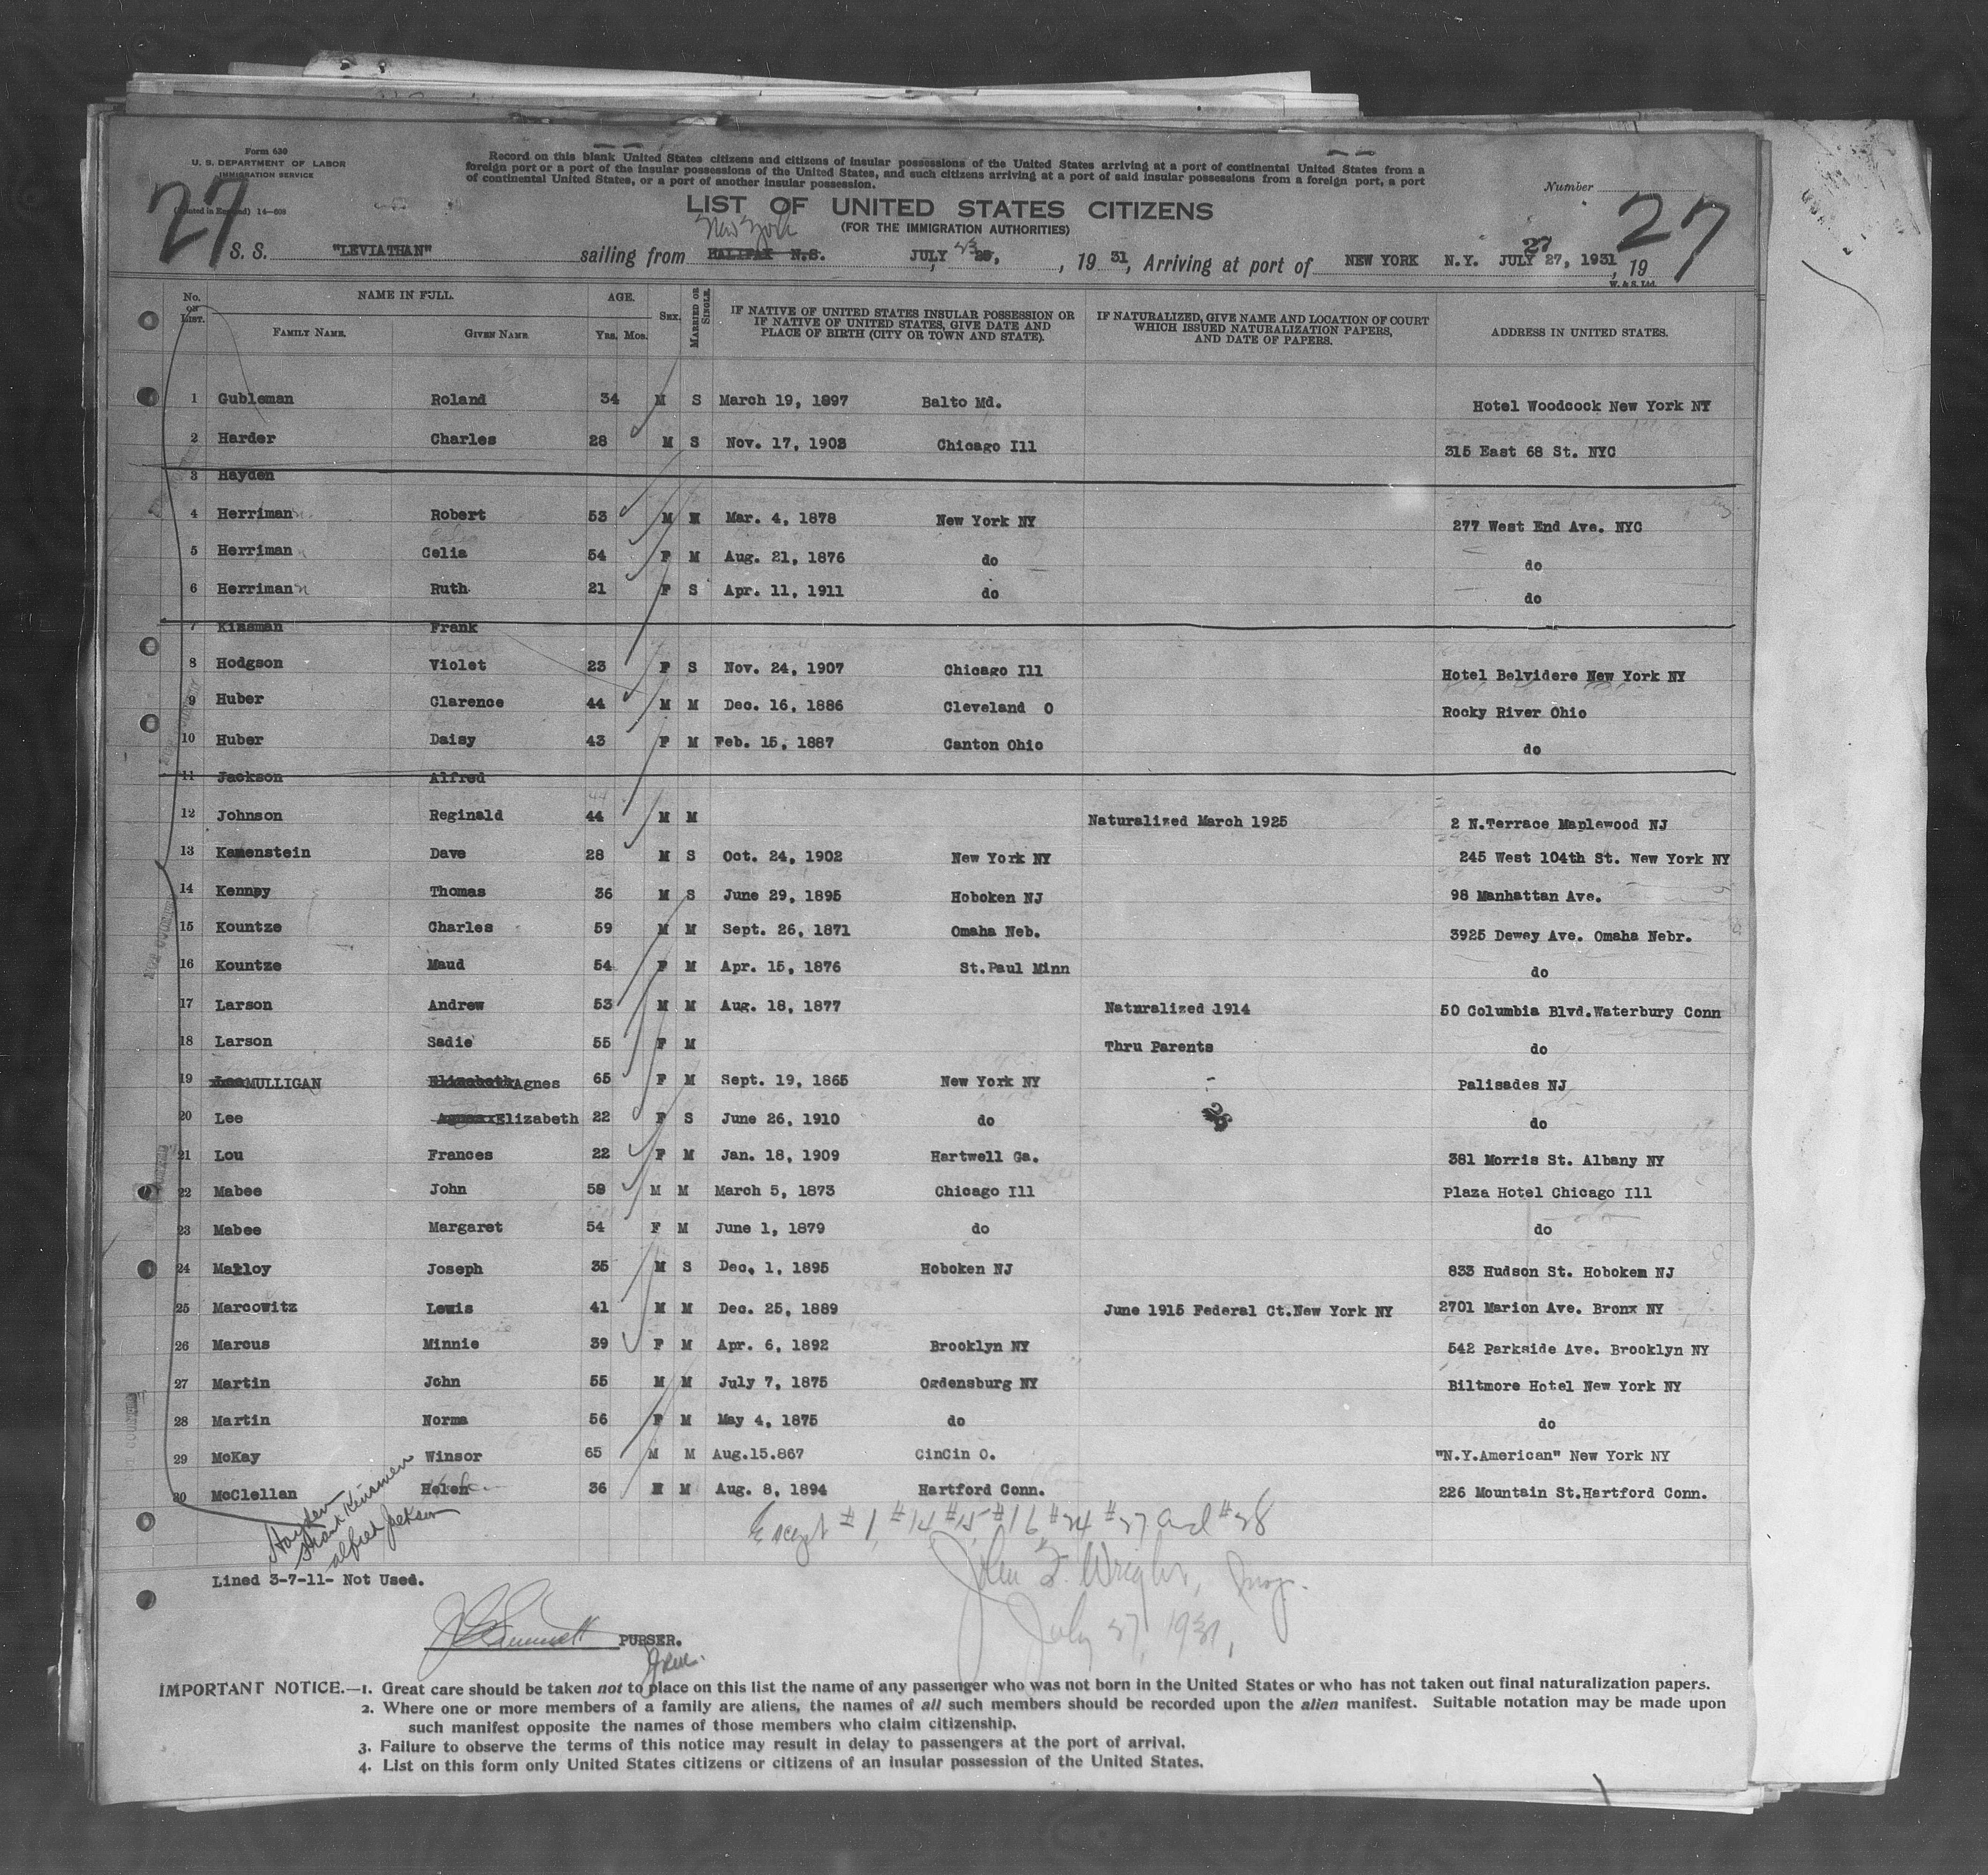 Form 630
U. S. DEPARTMENT OF LABOR
IMMIGRATION SERVICE
27
(Printed in England) 14—608
Record on this blank United States citizens and citizens of insular possessions of the United States arriving at a port of continental United States from a
foreign port or a port of the insular possessions of the United States, and such citizens arriving at a port of said insular possessions from a foreign port, a port
of continental United States, or a port of another insular possession.
Number
27
LIST OF UNITED STATES CITIZENS
(FOR THE IMMIGRATION AUTHORITIES)
New York
S. S. "LEVIATHAN" sailing from HALIFAX N.S. JULY 23 , 19 31, Arriving at port of NEW YORK N.Y. JULY 27, 1931, 19
27
W. & S. Ltd.
No. ON LIST. NAME IN FULL. AGE. SEX. MARRIED OR SINGLE. IF NATIVE OF UNITED STATES INSULAR POSSESSION OR IF NATIVE OF UNITED STATES, GIVE DATE AND PLACE OF BIRTH (CITY OR TOWN AND STATE). IF NATURALIZED, GIVE NAME AND LOCATION OF COURT WHICH ISSUED NATURALIZATION PAPERS, AND DATE OF PAPERS. ADDRESS IN UNITED STATES.
FAMILY NAME. GIVEN NAME. Yrs. Mos.
1 Gubleman Roland 34 M S March 19, 1897 Balto Md. Hotel Woodcock New York NY
2 Harder Charles 28 M S Nov. 17, 1903 Chicago Ill 315 East 68 St. NYC
3 Hayden
4 Herriman Robert 53 M M Mar. 4, 1878 New York NY 277 West End Ave. NYC
5 Herriman Celia 54 F M Aug. 21, 1876 do do
6 Herriman Ruth 21 F S Apr. 11, 1911 do do
7 Kinsman Frank
8 Hodgson Violet 23 F S Nov. 24, 1907 Chicago Ill Hotel Belvidere New York NY
9 Huber Clarence 44 M M Dec. 16, 1886 Cleveland O Rocky River Ohio
10 Huber Daisy 43 F M Feb. 15, 1887 Canton Ohio do
11 Jackson Alfred
12 Johnson Reginald 44 M M Naturalized March 1925 2 N.Terrace Maplewood NJ
13 Kamenstein Dave 28 M S Oct. 24, 1902 New York NY 245 West 104th St. New York NY
14 Kenney Thomas 36 M S June 29, 1895 Hoboken NJ 98 Manhattan Ave.
15 Kountze Charles 59 M M Sept. 26, 1871 Omaha Neb. 3925 Dewey Ave. Omaha Nebr.
16 Kountze Maud 54 F M Apr. 15, 1876 St.Paul Minn do
17 Larson Andrew 53 M M Aug. 18, 1877 Naturalized 1914 50 Columbia Blvd.Waterbury Conn
18 Larson Sadie 55 F M Thru Parents do
19 Lee MULLIGAN Elizabeth Agnes 65 F M Sept. 19, 1865 New York NY - Palisades NJ
20 Lee Agnes Elizabeth 22 F S June 26, 1910 do do
21 Lou Frances 22 F M Jan. 18, 1909 Hartwell Ga. 381 Morris St. Albany NY
22 Mabee John 58 M M March 5, 1873 Chicago Ill Plaza Hotel Chicago Ill
23 Mabee Margaret 54 F M June 1, 1879 do do
24 Malloy Joseph 35 M S Dec. 1, 1895 Hoboken NJ 833 Hudson St. Hoboken NJ
25 Marcowitz Lewis 41 M M Dec. 25, 1889 June 1915 Federal Ct.New York NY 2701 Marion Ave. Bronx NY
26 Marcus Minnie 39 F M Apr. 6, 1892 Brooklyn NY 542 Parkside Ave. Brooklyn NY
27 Martin John 55 M M July 7, 1875 Ogdensburg NY Biltmore Hotel New York NY
28 Martin Norma 56 F M May 4, 1875 do do
29 McKay Winsor 65 M M Aug.15.867 CinCin O. "N.Y.American" New York NY
30 McClellan Helen 36 M Aug. 8, 1894 Hartford Conn. 226 Mountain St.Hartford Conn.
Hayden
Frank Kinsmen
alfred Jackson
Except #1, #14 #15 #16 #24 #27 and #28
John F. Wright, Insp.
July 27, 1931,
Lined 3-7-11- Not Used.
PURSER.
IMPORTANT NOTICE.—1. Great care should be taken not to place on this list the name of any passenger who was not born in the United States or who has not taken out final naturalization papers.
2. Where one or more members of a family are aliens, the names of all such members should be recorded upon the alien manifest. Suitable notation may be made upon
such manifest opposite the names of those members who claim citizenship.
3. Failure to observe the terms of this notice may result in delay to passengers at the port of arrival.
4. List on this form only United States citizens or citizens of an insular possession of the United States.